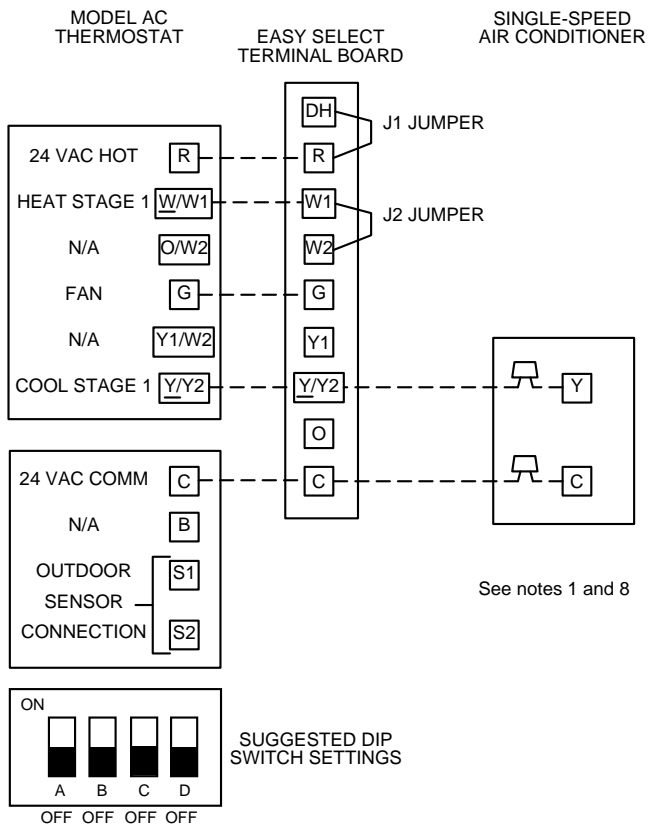 MODEL AC
THERMOSTAT
EASY SELECT
TERMINAL BOARD
SINGLE-SPEED
AIR CONDITIONER
DH
J1 JUMPER
24 VAC HOT R R
HEAT STAGE 1 W/W1 W1
J2 JUMPER
N/A O/W2 W2
FAN G G
N/A Y1/W2 Y1
COOL STAGE 1 Y/Y2 Y/Y2 Y
O
24 VAC COMM C C C
N/A B
OUTDOOR S1
SENSOR
CONNECTION S2
See notes 1 and 8
ON
A B C D
OFF OFF OFF OFF
SUGGESTED DIP
SWITCH SETTINGS